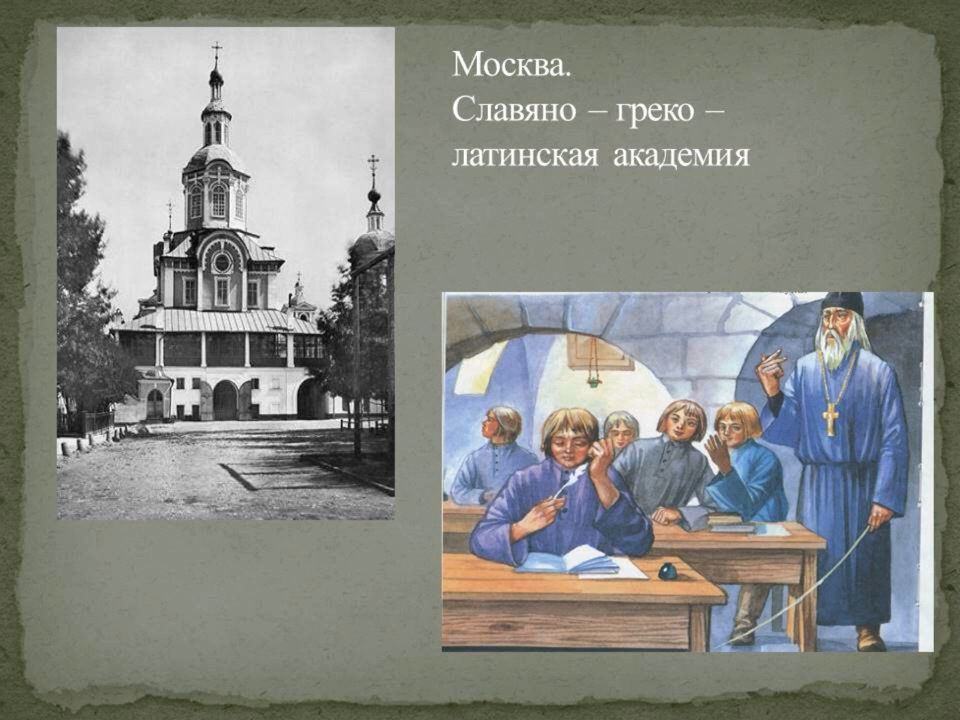 Москва.
Славяно – греко –
латинская академия